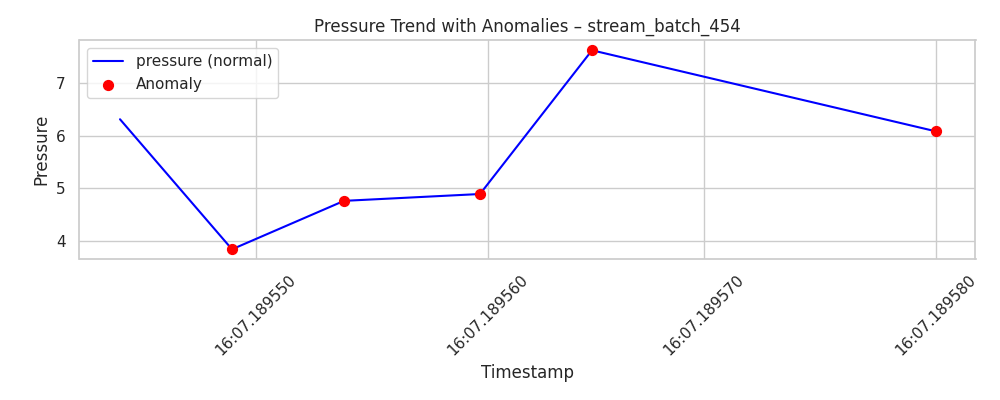 Pressure Trend with Anomalies – stream_batch_454
pressure (normal)
Anomaly
Pressure
7
6
5
4
16:07.189550
16:07.189560
16:07.189570
16:07.189580
Timestamp